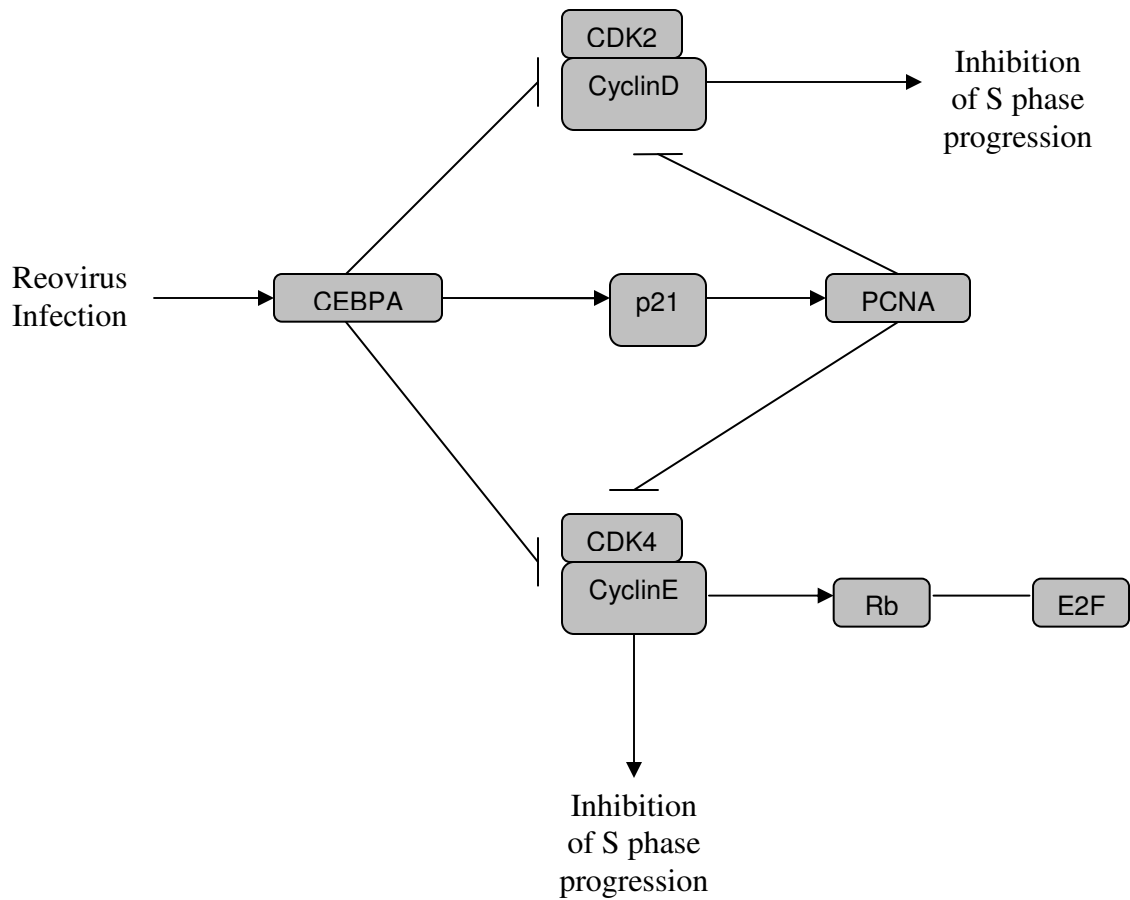 CDK2
CyclinD
Inhibition
of S phase
progression
Reovirus
Infection
CEBPA
p21
PCNA
CDK4
CyclinE
Rb
E2F
Inhibition
of S phase
progression